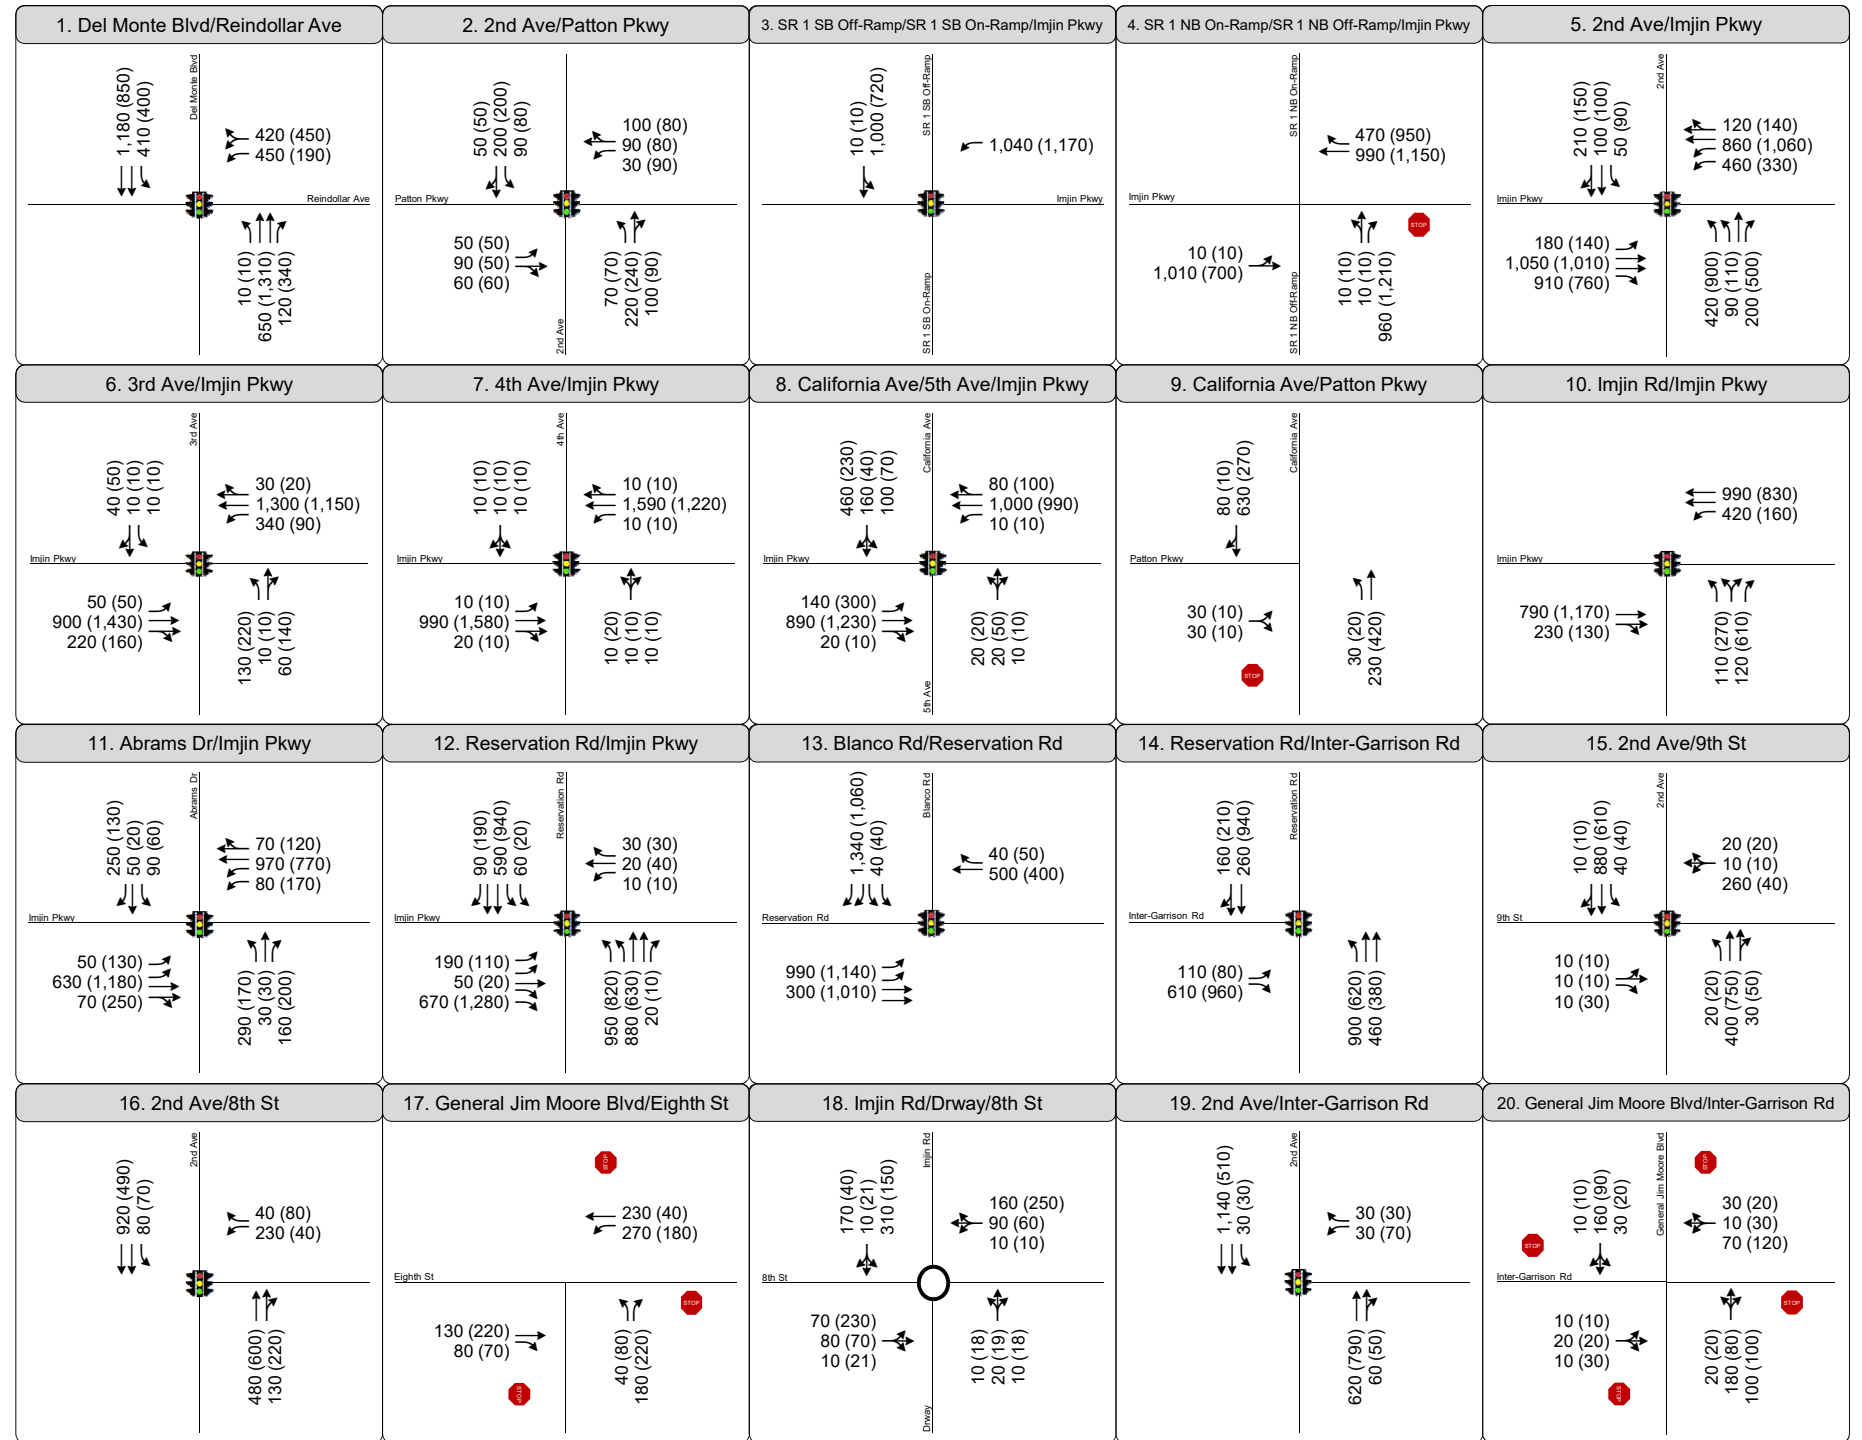 1. Del Monte Blvd/Reindollar Ave
1,180 (850)
410 (400)
Del Monte Blvd
420 (450)
450 (190)
Reindollar Ave
10 (10)
650 (1,310)
120 (340)
2. 2nd Ave/Patton Pkwy
50 (50)
200 (200)
90 (80)
100 (80)
90 (80)
30 (90)
Patton Pkwy
50 (50)
90 (50)
60 (60)
2nd Ave
70 (70)
220 (240)
100 (90)
3. SR 1 SB Off-Ramp/SR 1 SB On-Ramp/Imjin Pkwy
10 (10)
1,000 (720)
SR 1 SB Off-Ramp
1,040 (1,170)
Imjin Pkwy
SR 1 SB On-Ramp
4. SR 1 NB On-Ramp/SR 1 NB Off-Ramp/Imjin Pkwy
SR 1 NB On-Ramp
470 (950)
990 (1,150)
Imjin Pkwy
STOP
10 (10)
1,010 (700)
SR 1 NB Off-Ramp
10 (10)
10 (10)
960 (1,210)
5. 2nd Ave/Imjin Pkwy
210 (150)
100 (100)
50 (90)
2nd Ave
120 (140)
860 (1,060)
460 (330)
Imjin Pkwy
180 (140)
1,050 (1,010)
910 (760)
420 (900)
90 (110)
200 (500)
6. 3rd Ave/Imjin Pkwy
40 (50)
10 (10)
10 (10)
3rd Ave
30 (20)
1,300 (1,150)
340 (90)
Imjin Pkwy
50 (50)
900 (1,430)
220 (160)
130 (220)
10 (10)
60 (140)
7. 4th Ave/Imjin Pkwy
10 (10)
10 (10)
10 (10)
4th Ave
10 (10)
1,590 (1,220)
10 (10)
Imjin Pkwy
10 (10)
990 (1,580)
20 (10)
10 (20)
10 (10)
10 (10)
8. California Ave/5th Ave/Imjin Pkwy
460 (230)
160 (40)
100 (70)
California Ave
80 (100)
1,000 (990)
10 (10)
Imjin Pkwy
140 (300)
890 (1,230)
20 (10)
5th Ave
20 (20)
20 (50)
10 (10)
9. California Ave/Patton Pkwy
80 (10)
630 (270)
California Ave
Patton Pkwy
30 (10)
30 (10)
STOP
30 (20)
230 (420)
10. Imjin Rd/Imjin Pkwy
990 (830)
420 (160)
Imjin Pkwy
790 (1,170)
230 (130)
110 (270)
120 (610)
11. Abrams Dr/Imjin Pkwy
250 (130)
50 (20)
90 (60)
Abrams Dr
70 (120)
970 (770)
80 (170)
Imjin Pkwy
50 (130)
630 (1,180)
70 (250)
290 (170)
30 (30)
160 (200)
12. Reservation Rd/Imjin Pkwy
90 (190)
590 (940)
60 (20)
Reservation Rd
30 (30)
20 (40)
10 (10)
Imjin Pkwy
190 (110)
50 (20)
670 (1,280)
950 (820)
880 (630)
20 (10)
13. Blanco Rd/Reservation Rd
1,340 (1,060)
40 (40)
Blanco Rd
40 (50)
500 (400)
Reservation Rd
990 (1,140)
300 (1,010)
14. Reservation Rd/Inter-Garrison Rd
160 (210)
260 (940)
Reservation Rd
Inter-Garrison Rd
110 (80)
610 (960)
900 (620)
460 (380)
15. 2nd Ave/9th St
10 (10)
880 (610)
40 (40)
2nd Ave
20 (20)
10 (10)
260 (40)
9th St
10 (10)
10 (10)
10 (30)
20 (20)
400 (750)
30 (50)
16. 2nd Ave/8th St
920 (490)
80 (70)
2nd Ave
40 (80)
230 (40)
480 (600)
130 (220)
17. General Jim Moore Blvd/Eighth St
STOP
230 (40)
270 (180)
Eighth St
STOP
130 (220)
80 (70)
STOP
40 (80)
180 (220)
18. Imjin Rd/Drway/8th St
170 (40)
10 (21)
310 (150)
Imjin Rd
160 (250)
90 (60)
10 (10)
8th St
70 (230)
80 (70)
10 (21)
Drway
10 (18)
20 (19)
10 (18)
19. 2nd Ave/Inter-Garrison Rd
1,140 (510)
30 (30)
2nd Ave
30 (30)
30 (70)
620 (790)
60 (50)
20. General Jim Moore Blvd/Inter-Garrison Rd
10 (10)
160 (90)
30 (20)
General Jim Moore Blvd
STOP
30 (20)
10 (30)
70 (120)
STOP
Inter-Garrison Rd
STOP
10 (10)
20 (20)
10 (30)
STOP
20 (20)
180 (80)
100 (100)